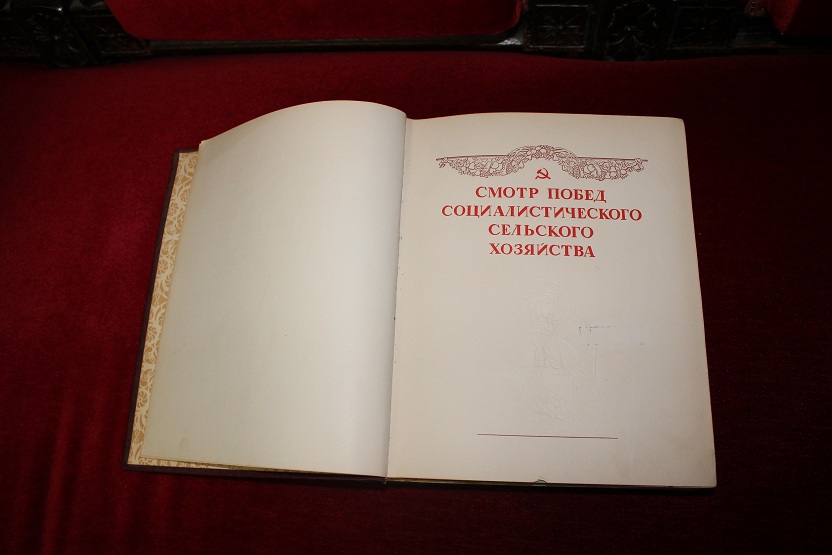 СМОТР ПОБЕД
СОЦИАЛИСТИЧЕСКОГО
СЕЛЬСКОГО
ХОЗЯЙСТВА